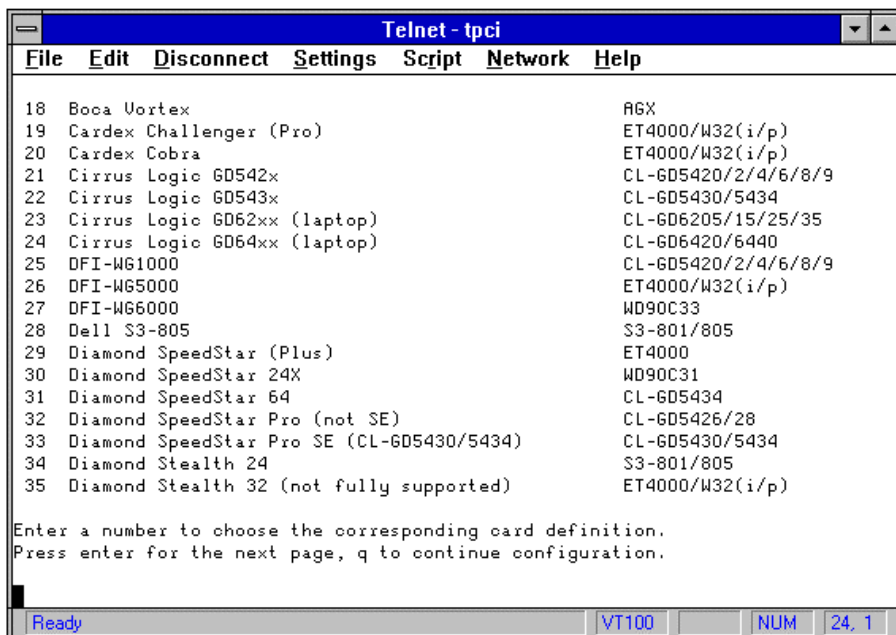 Telnet - tpci
File Edit Disconnect Settings Script Network Help
18 Boca Vortex AGX
19 Cardex Challenger (Pro) ET4000/W32(i/p)
20 Cardex Cobra ET4000/W32(i/p)
21 Cirrus Logic GD542x CL-GD5420/2/4/6/8/9
22 Cirrus Logic GD543x CL-GD5430/5434
23 Cirrus Logic GD62xx (laptop) CL-GD6205/15/25/35
24 Cirrus Logic GD64xx (laptop) CL-GD6420/6440
25 DFI-WG1000 CL-GD5420/2/4/6/8/9
26 DFI-WG5000 ET4000/W32(i/p)
27 DFI-WG6000 WD90C33
28 Dell S3-805 S3-801/805
29 Diamond SpeedStar (Plus) ET4000
30 Diamond SpeedStar 24X WD90C31
31 Diamond SpeedStar 64 CL-GD5434
32 Diamond SpeedStar Pro (not SE) CL-GD5426/28
33 Diamond SpeedStar Pro SE (CL-GD5430/5434) CL-GD5430/5434
34 Diamond Stealth 24 S3-801/805
35 Diamond Stealth 32 (not fully supported) ET4000/W32(i/p)
Enter a number to choose the corresponding card definition.
Press enter for the next page, q to continue configuration.
Ready VT100 NUM 24, 1